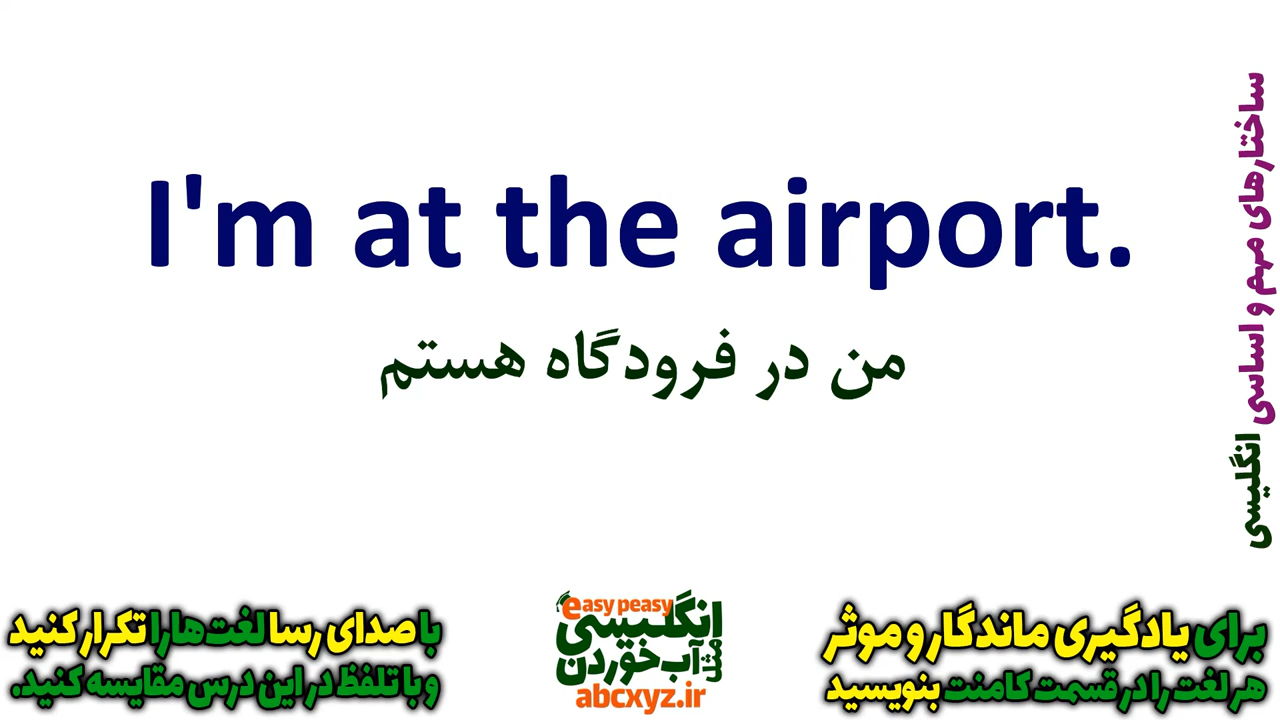 I'm at the airport.
من در فرودگاه هستم
ساختارهای مهم و اساسی انگلیسی
برای یادگیری ماندگار و موثر
هر لغت را در قسمت کامنت بنویسید
easy peasy
انگلیسی
مثل آب خوردن
abcxyz.ir
با صدای رسا لغت‌ها را تکرار کنید
و با تلفظ در این درس مقایسه کنید.